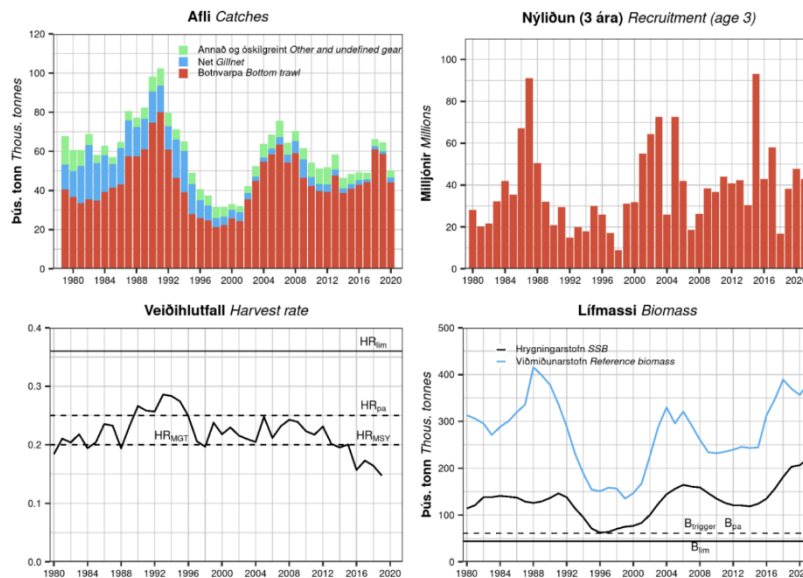 Afli Catches
Annað og óskilgreint Other and undefined gear
Net Gillnet
Botnvarpa Bottom trawl
Þús. tonn Thous. tonnes
120
100
80
60
40
20
0
1980 1984 1988 1992 1996 2000 2004 2008 2012 2016 2020
Nýliðun (3 ára) Recruitment (age 3)
Milljónir Millions
100
80
60
40
20
0
1980 1984 1988 1992 1996 2000 2004 2008 2012 2016 2020
Veiðihlutfall Harvest rate
0.4
0.3
0.2
0.1
0.0
HRlim
HRpa
HRMGT HRMSY
1980 1984 1988 1992 1996 2000 2004 2008 2012 2016 2020
Lífmassi Biomass
Hrygningarstofn SSB
Viðmiðunarstofn Reference biomass
Þús. tonn Thous. tonnes
500
400
300
200
100
0
Btrigger Bpa
Blim
1980 1984 1988 1992 1996 2000 2004 2008 2012 2016